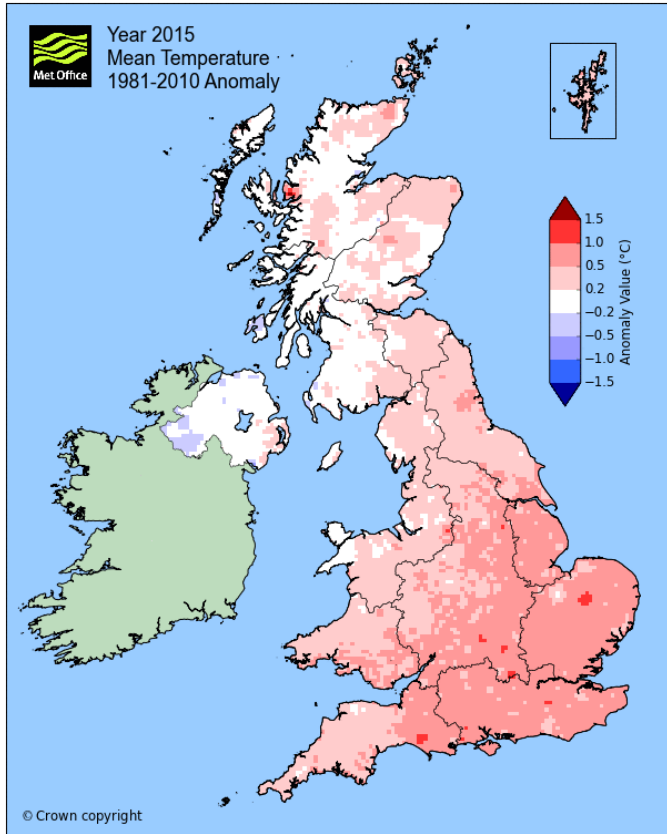 Met Office
Year 2015
Mean Temperature
1981-2010 Anomaly
1.5
1.0
0.5
0.2
−0.2
−0.5
−1.0
−1.5
Anomaly Value (°C)
© Crown copyright